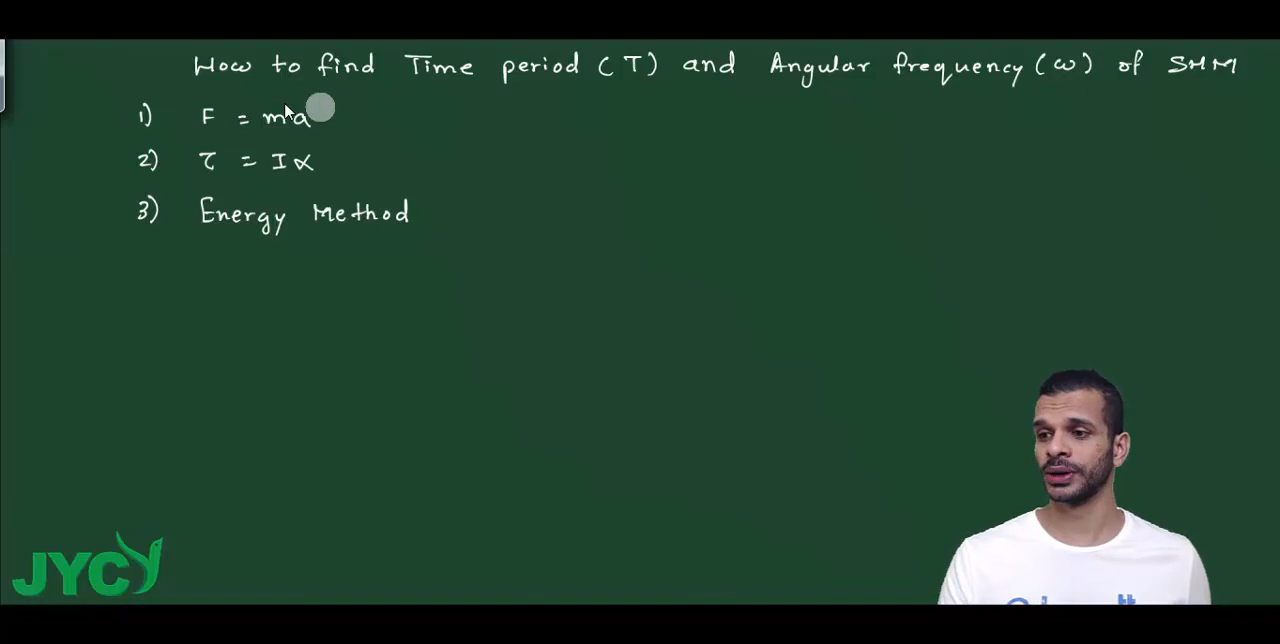 How to find Time period (T) and Angular frequency (ω) of SHM
1) F = ma
2) τ = Iα
3) Energy Method
JYC